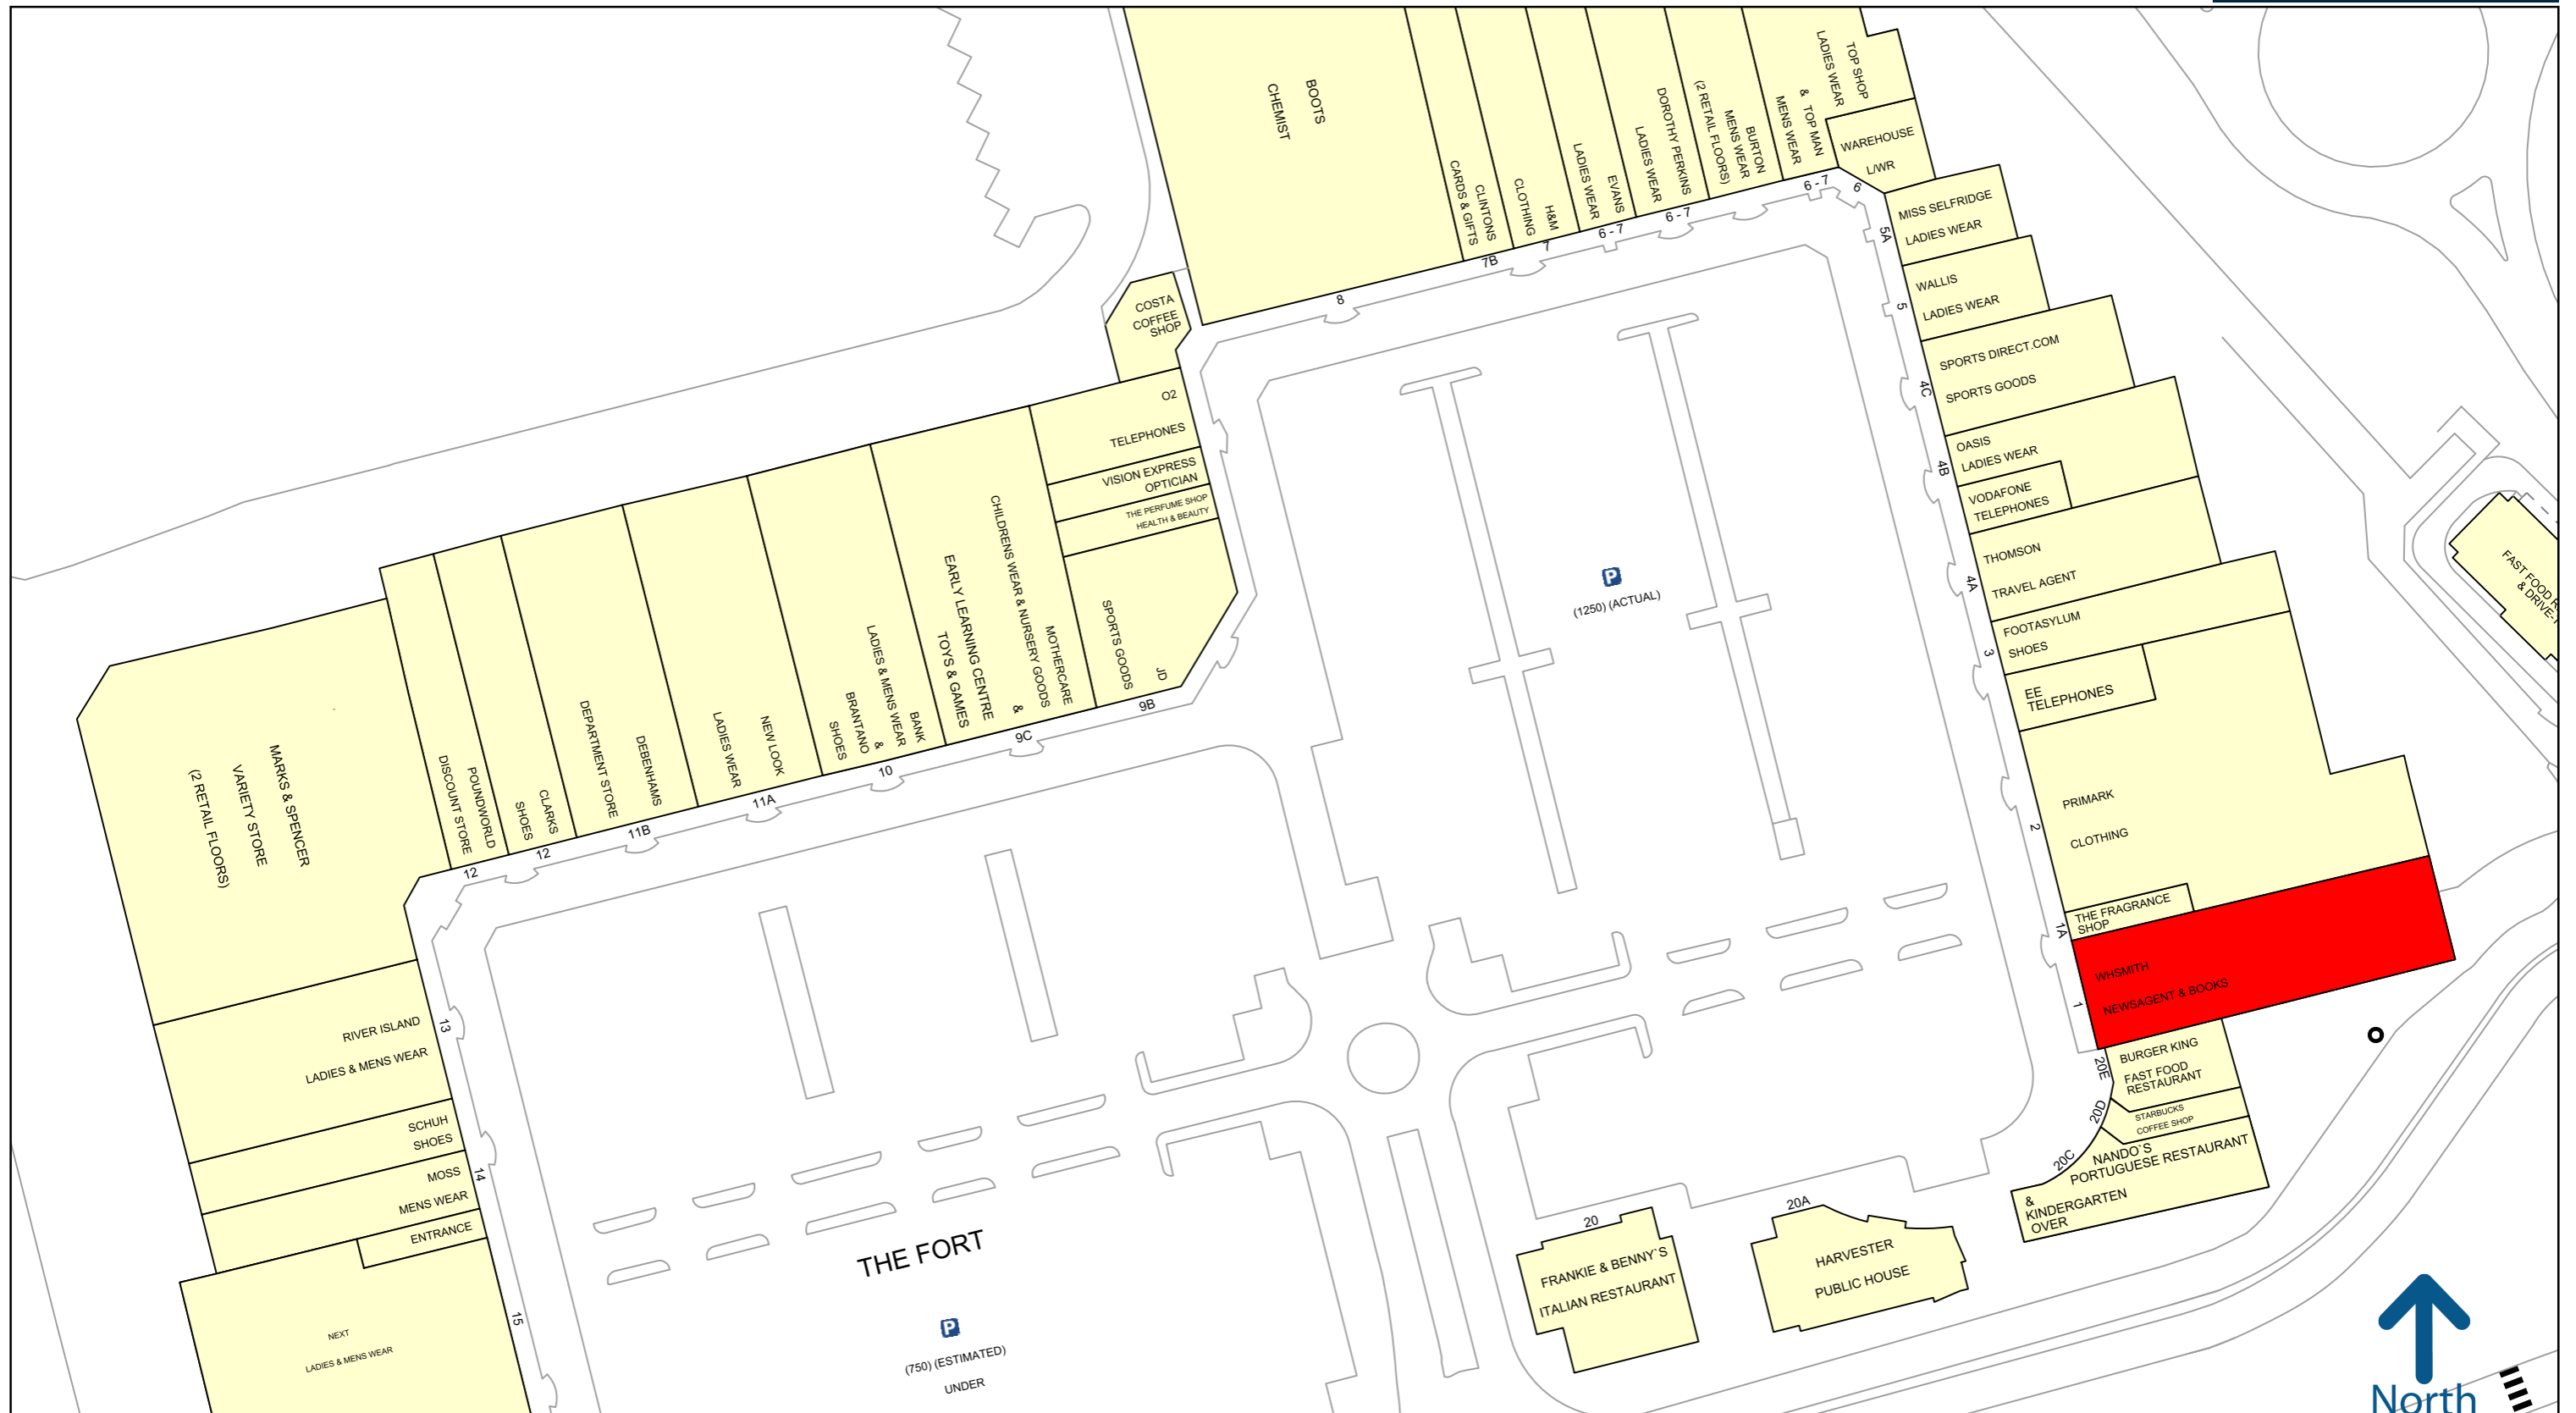 BOOTS
CHEMIST
CLINTONS
CARDS & GIFTS
H&M
CLOTHING
EVANS
LADIES WEAR
DOROTHY PERKINS
LADIES WEAR
BURTON
MENS WEAR
(2 RETAIL FLOORS)
TOP SHOP
LADIES WEAR
& TOP MAN
MENS WEAR
WAREHOUSE
L/WR
8
7B
7
6 - 7
6 - 7
6 - 7
6
MISS SELFRIDGE
LADIES WEAR
5A
WALLIS
LADIES WEAR
5
SPORTS DIRECT.COM
SPORTS GOODS
4C
OASIS
LADIES WEAR
4B
VODAFONE
TELEPHONES
THOMSON
TRAVEL AGENT
4A
FOOTASYLUM
SHOES
3
EE
TELEPHONES
PRIMARK
CLOTHING
2
THE FRAGRANCE
SHOP
1A
WHSMITH
NEWSAGENT & BOOKS
1
BURGER KING
FAST FOOD
RESTAURANT
20E
STARBUCKS
COFFEE SHOP
20D
NANDO`S
PORTUGUESE RESTAURANT
&
KINDERGARTEN
OVER
20C
20A
HARVESTER
PUBLIC HOUSE
20
FRANKIE & BENNY`S
ITALIAN RESTAURANT
FAST FOOD
& DRIVE-
P
(1250) (ACTUAL)
COSTA
COFFEE
SHOP
O2
TELEPHONES
VISION EXPRESS
OPTICIAN
THE PERFUME SHOP
HEALTH & BEAUTY
JD
SPORTS GOODS
9B
MOTHERCARE
CHILDRENS WEAR & NURSERY GOODS
&
EARLY LEARNING CENTRE
TOYS & GAMES
9C
BANK
LADIES & MENS WEAR
&
BRANTANO
SHOES
10
NEW LOOK
LADIES WEAR
11A
DEBENHAMS
DEPARTMENT STORE
11B
CLARKS
SHOES
12
POUNDWORLD
DISCOUNT STORE
12
MARKS & SPENCER
VARIETY STORE
(2 RETAIL FLOORS)
RIVER ISLAND
LADIES & MENS WEAR
13
SCHUH
SHOES
MOSS
MENS WEAR
14
ENTRANCE
NEXT
LADIES & MENS WEAR
15
THE FORT
P
(750) (ESTIMATED)
UNDER
North